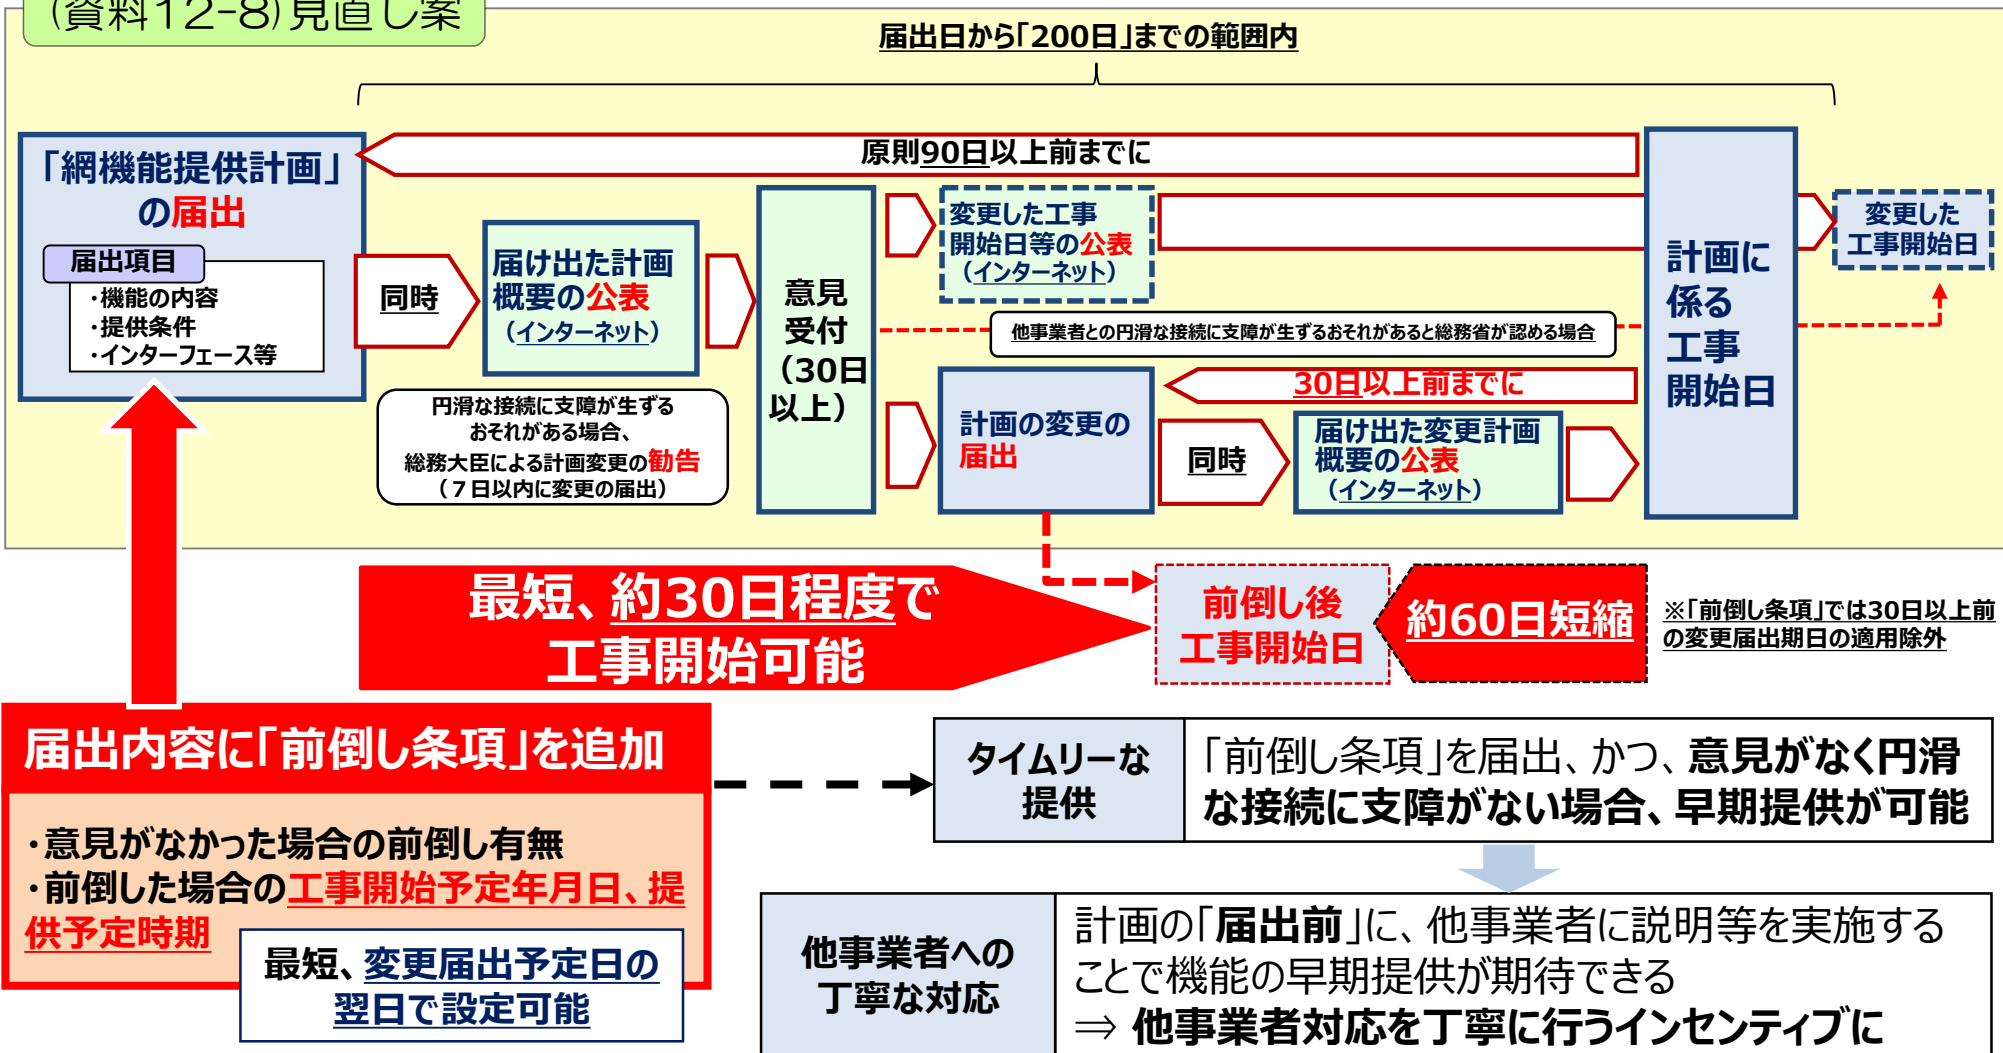 (資料12-8)見直し案
届出日から「200日」までの範囲内
原則90日以上前までに
「網機能提供計画」
の届出
届出項目
・機能の内容
・提供条件
・インターフェース等
同時
届け出た計画
概要の公表
(インターネット)
円滑な接続に支障が生ずる
おそれがある場合、
総務大臣による計画変更の勧告
(7日以内に変更の届出)
意見
受付
(30日
以上)
変更した工事
開始日等の公表
(インターネット)
他事業者との円滑な接続に支障が生ずるおそれがあると総務省が認める場合
30日以上前までに
計画の変更の
届出
同時
届け出た変更計画
概要の公表
(インターネット)
計画に
係る
工事
開始日
変更した
工事開始日
最短、約30日程度で
工事開始可能
前倒し後
工事開始日
約60日短縮
※「前倒し条項」では30日以上前
の変更届出期日の適用除外
届出内容に「前倒し条項」を追加
・意見がなかった場合の前倒し有無
・前倒した場合の工事開始予定年月日、提
供予定時期
最短、変更届出予定日の
翌日で設定可能
タイムリーな
提供
「前倒し条項」を届出、かつ、意見がなく円滑
な接続に支障がない場合、早期提供が可能
他事業者への
丁寧な対応
計画の「届出前」に、他事業者に説明等を実施する
ことで機能の早期提供が期待できる
⇒ 他事業者対応を丁寧に行うインセンティブに